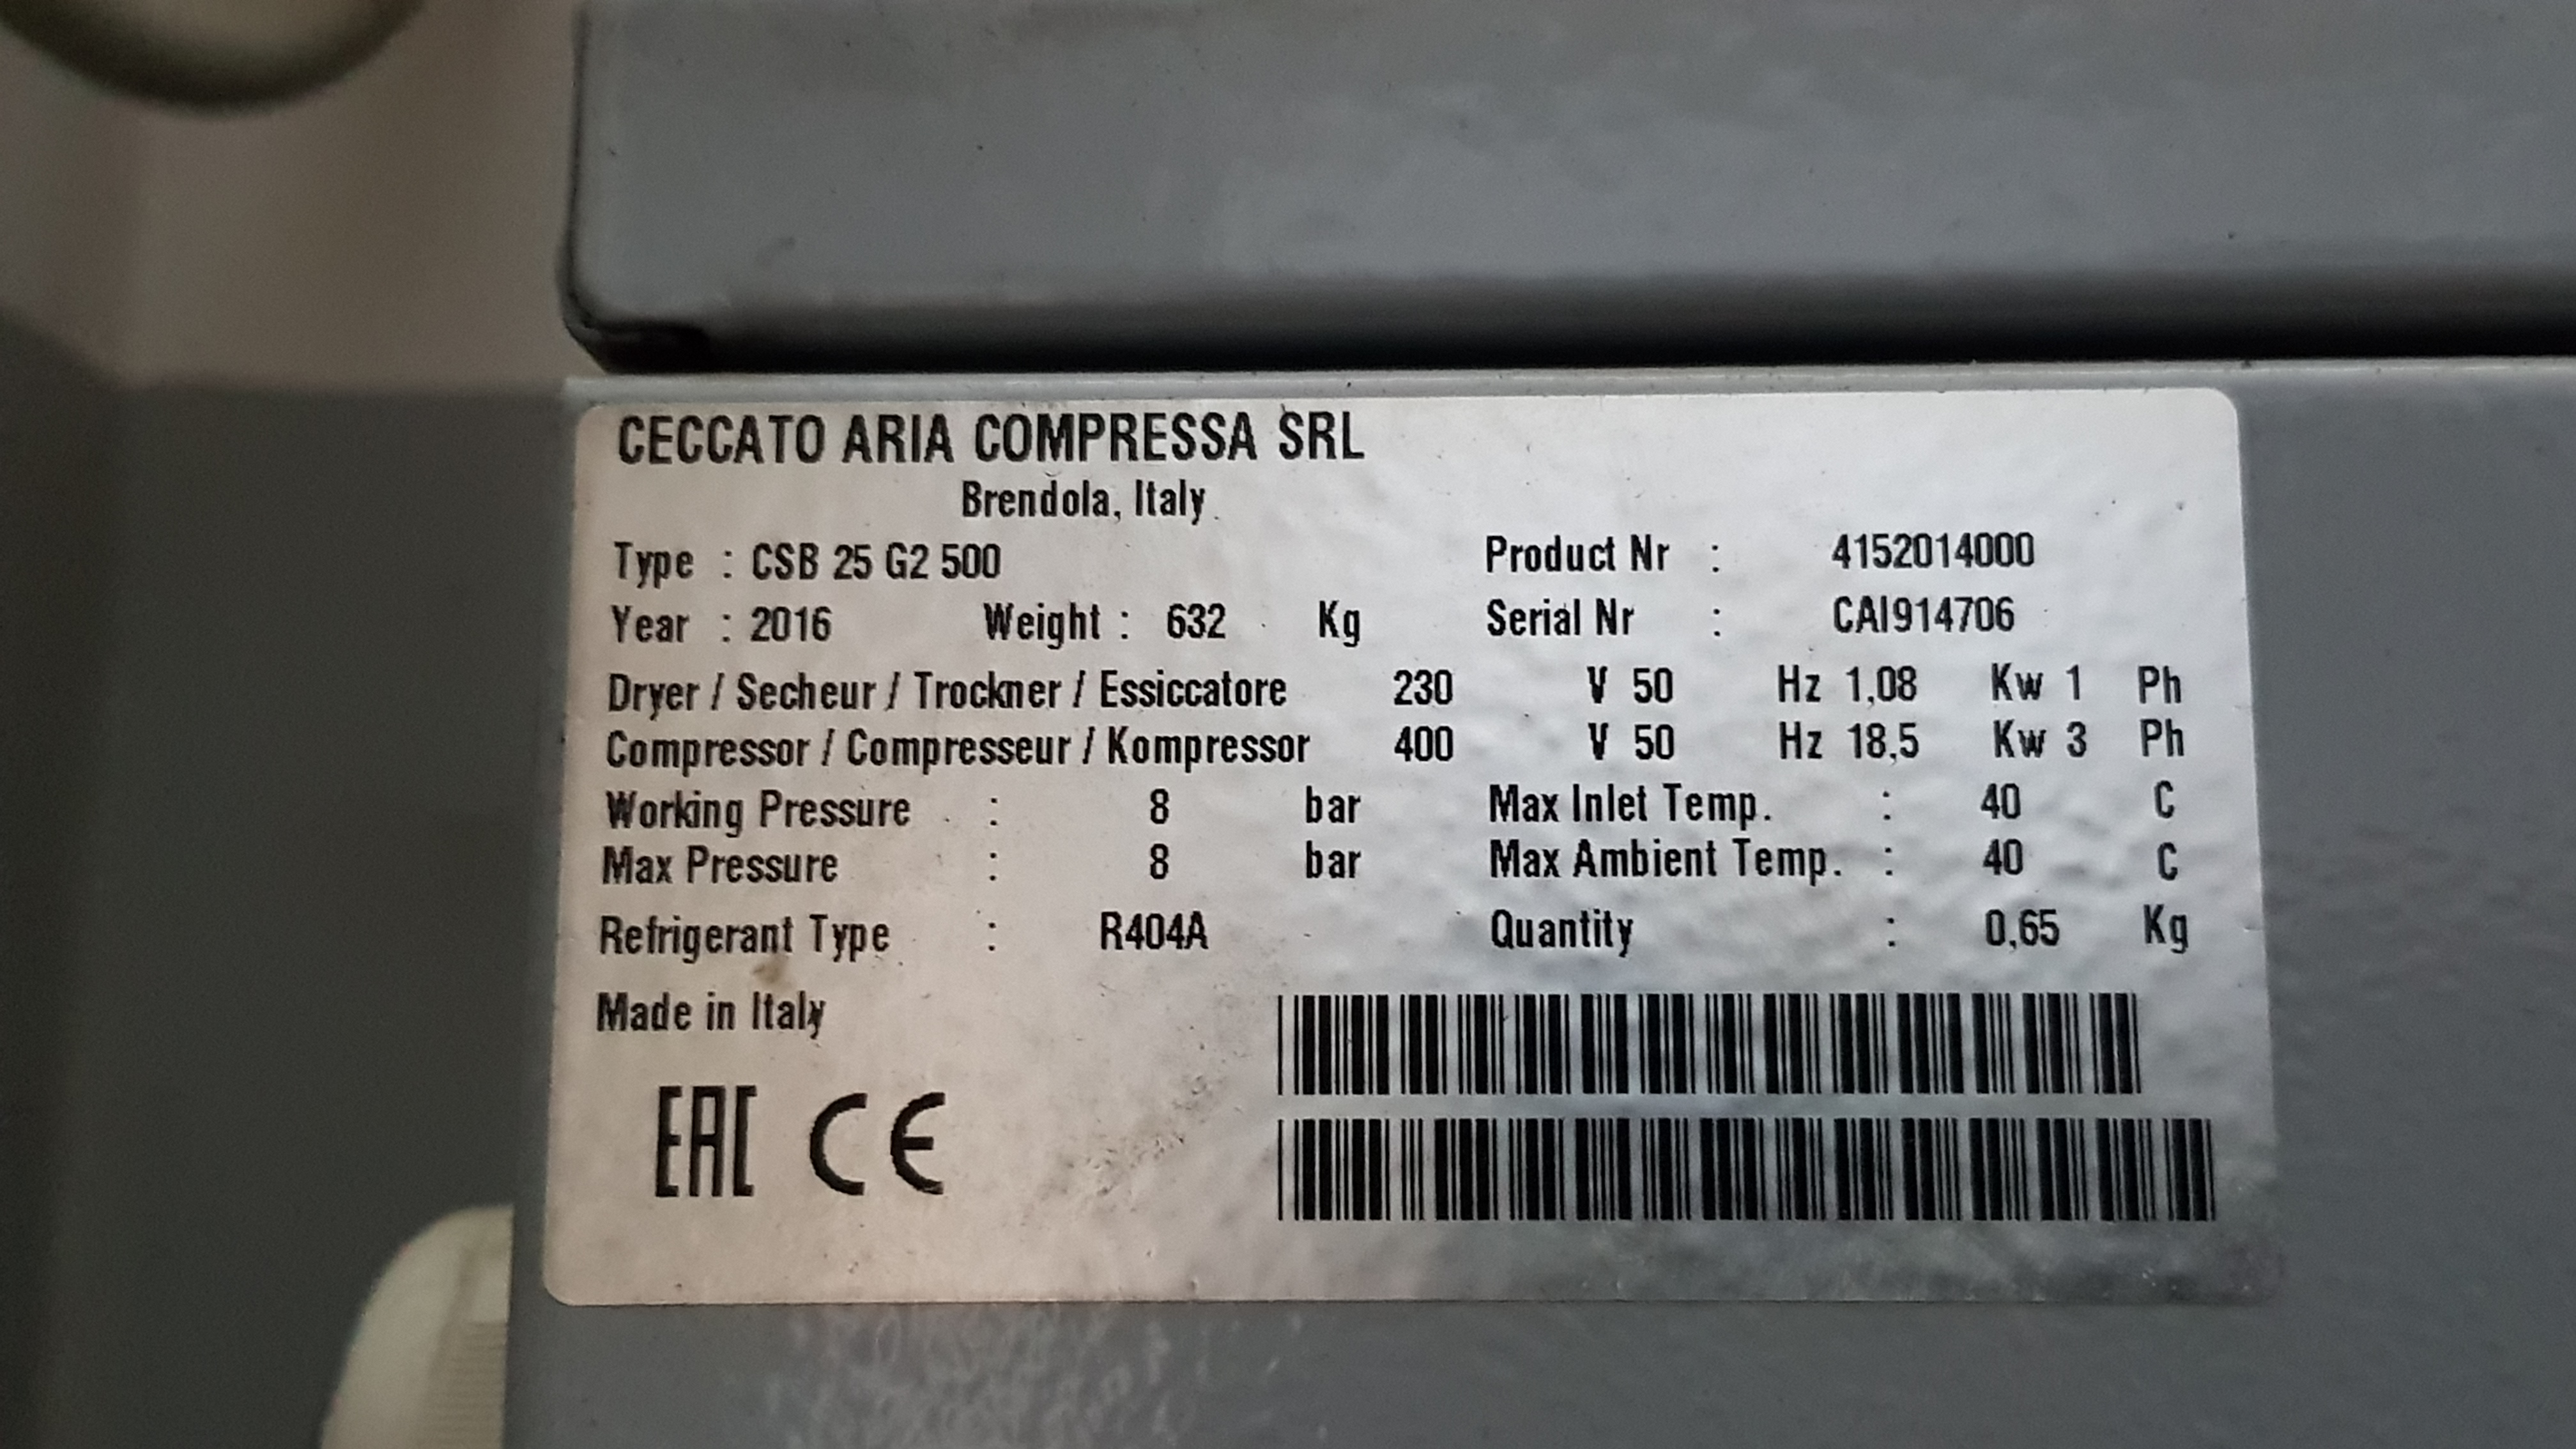 CECCATO ARIA COMPRESSA SRL
Brendola, Italy
Type : CSB 25 G2 500 Product Nr : 4152014000
Year : 2016 Weight : 632 Kg Serial Nr : CAI914706
Dryer / Secheur / Trockner / Essiccatore 230 V 50 Hz 1,08 Kw 1 Ph
Compressor / Compresseur / Kompressor 400 V 50 Hz 18,5 Kw 3 Ph
Working Pressure : 8 bar Max Inlet Temp. : 40 C
Max Pressure : 8 bar Max Ambient Temp. : 40 C
Refrigerant Type : R404A Quantity : 0,65 Kg
Made in Italy
EAC CE